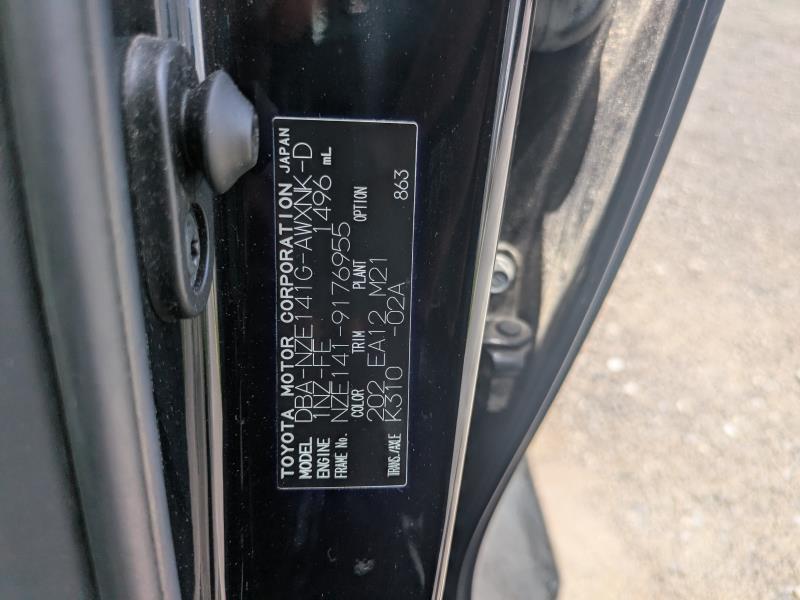 TOYOTA MOTOR CORPORATION JAPAN
MODEL DBA-NZE141G-AWXNK-D
ENGINE 1NZ-FE 1496 mL
FRAME No. NZE141-9176955
COLOR TRIM PLANT OPTION
202 EA12 M21
TRANS./AXLE K310 -02A 863